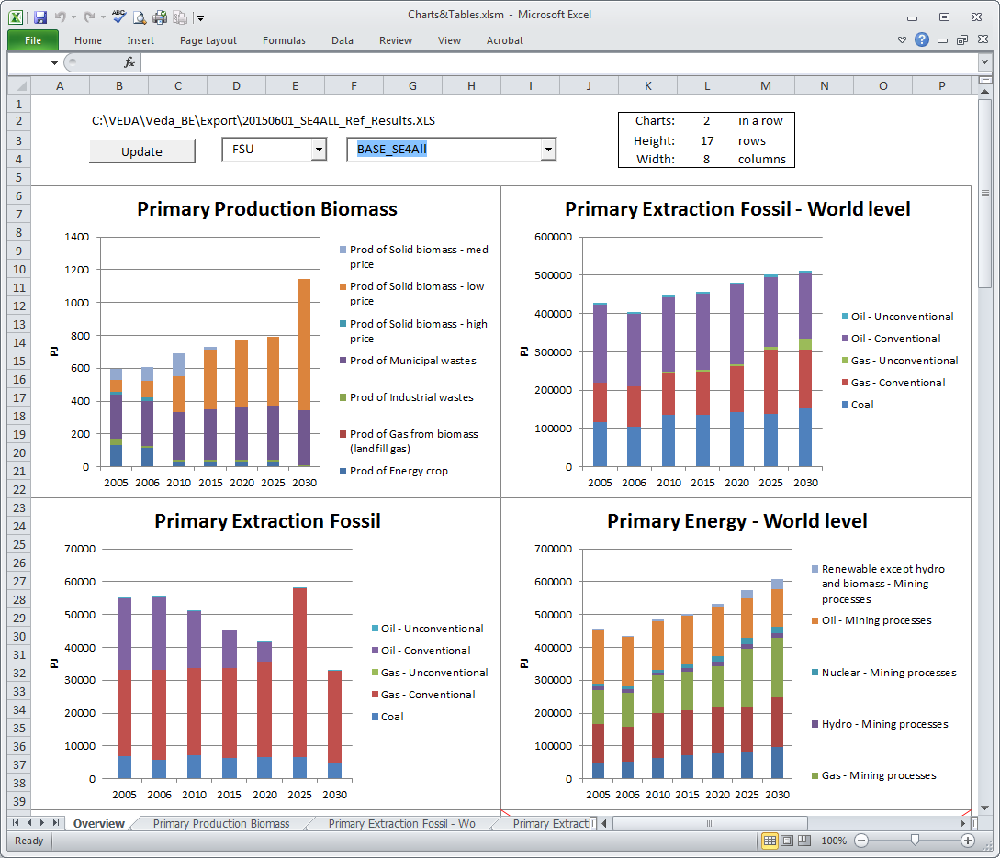 Charts&Tables.xlsm - Microsoft Excel
File Home Insert Page Layout Formulas Data Review View Acrobat
fx
A B C D E F G H I J K L M N O P
1
2
3
4
5
6
7
8
9
10
11
12
13
14
15
16
17
18
19
20
21
22
23
24
25
26
27
28
29
30
31
32
33
34
35
36
37
38
39
C:\VEDA\Veda_BE\Export\20150601_SE4ALL_Ref_Results.XLS
Update FSU BASE_SE4All
Charts: 2 in a row
Height: 17 rows
Width: 8 columns
Primary Production Biomass
1400
1200
1000
800
600
400
200
0
PJ
2005 2006 2010 2015 2020 2025 2030
Prod of Solid biomass - med
price
Prod of Solid biomass - low
price
Prod of Solid biomass - high
price
Prod of Municipal wastes
Prod of Industrial wastes
Prod of Gas from biomass
(landfill gas)
Prod of Energy crop
Primary Extraction Fossil - World level
600000
500000
400000
300000
200000
100000
0
PJ
2005 2006 2010 2015 2020 2025 2030
Oil - Unconventional
Oil - Conventional
Gas - Unconventional
Gas - Conventional
Coal
Primary Extraction Fossil
70000
60000
50000
40000
30000
20000
10000
0
PJ
2005 2006 2010 2015 2020 2025 2030
Oil - Unconventional
Oil - Conventional
Gas - Unconventional
Gas - Conventional
Coal
Primary Energy - World level
700000
600000
500000
400000
300000
200000
100000
0
PJ
2005 2006 2010 2015 2020 2025 2030
Renewable except hydro
and biomass - Mining
processes
Oil - Mining processes
Nuclear - Mining processes
Hydro - Mining processes
Gas - Mining processes
Overview Primary Production Biomass Primary Extraction Fossil - Wo Primary Extract
Ready 100%